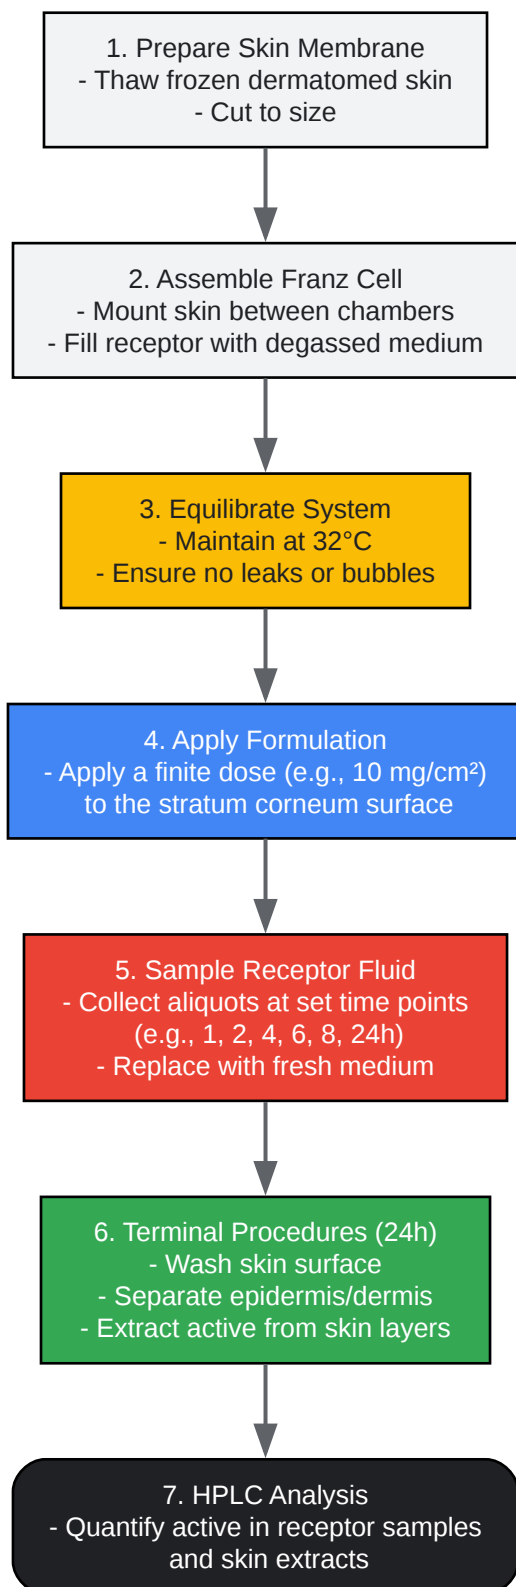 1. Prepare Skin Membrane
- Thaw frozen dermatomed skin
- Cut to size
2. Assemble Franz Cell
- Mount skin between chambers
- Fill receptor with degassed medium
3. Equilibrate System
- Maintain at 32°C
- Ensure no leaks or bubbles
4. Apply Formulation
- Apply a finite dose (e.g., 10 mg/cm²)
to the stratum corneum surface
5. Sample Receptor Fluid
- Collect aliquots at set time points
(e.g., 1, 2, 4, 6, 8, 24h)
- Replace with fresh medium
6. Terminal Procedures (24h)
- Wash skin surface
- Separate epidermis/dermis
- Extract active from skin layers
7. HPLC Analysis
- Quantify active in receptor samples
and skin extracts